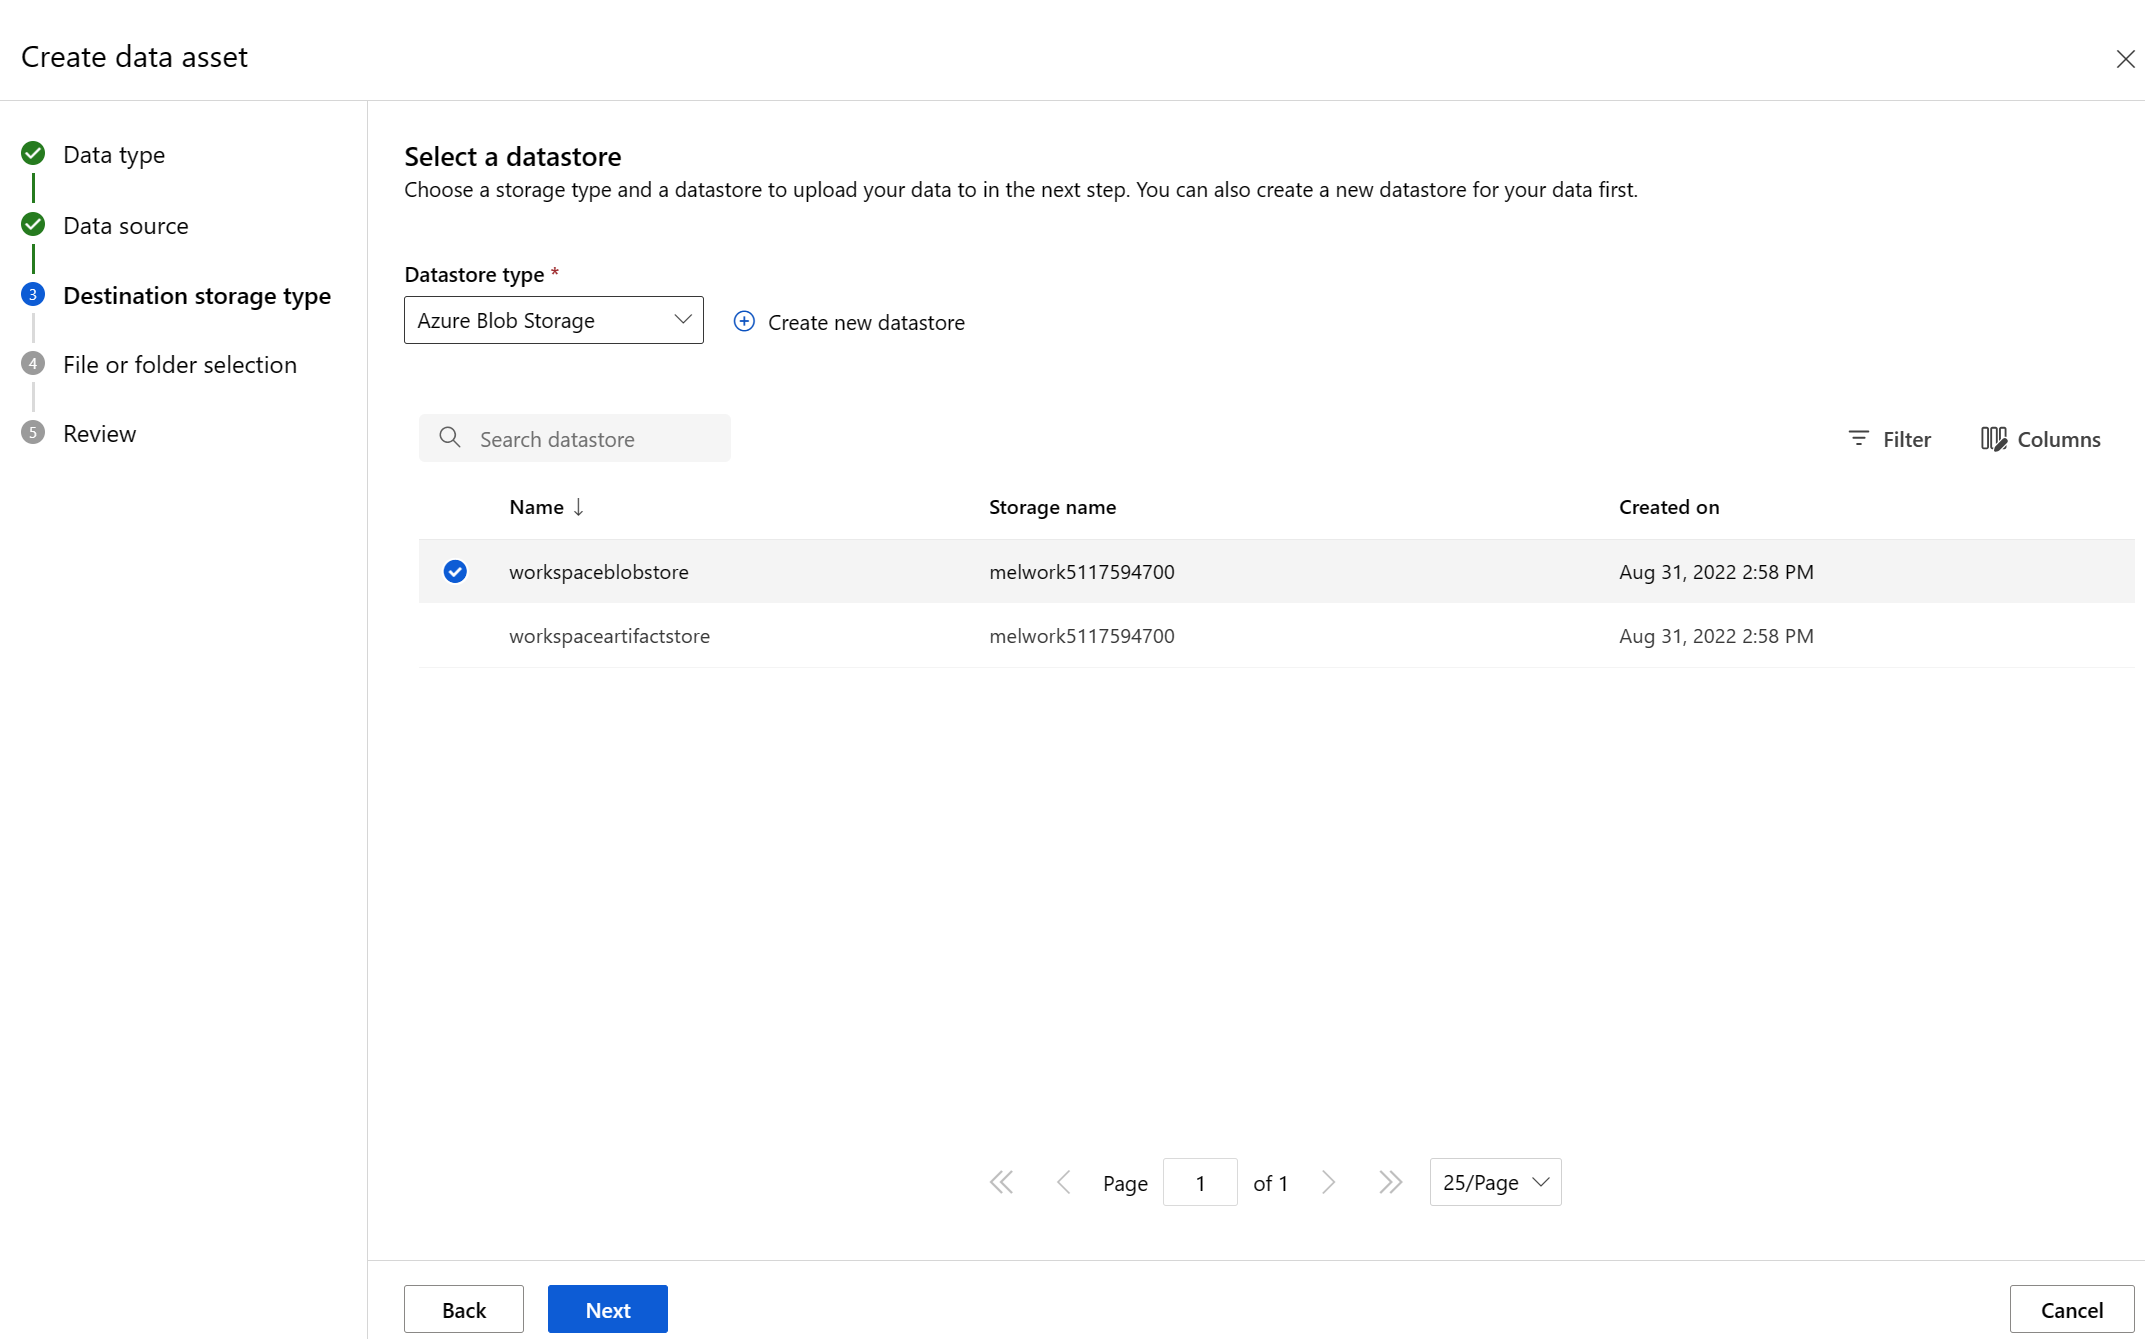 Create data asset
Data type
Data source
3 Destination storage type
4 File or folder selection
5 Review
Select a datastore
Choose a storage type and a datastore to upload your data to in the next step. You can also create a new datastore for your data first.
Datastore type *
Azure Blob Storage
Create new datastore
Search datastore
Filter
Columns
Name ↓ Storage name Created on
workspaceblobstore melwork5117594700 Aug 31, 2022 2:58 PM
workspaceartifactstore melwork5117594700 Aug 31, 2022 2:58 PM
Page 1 of 1 25/Page
Back Next Cancel